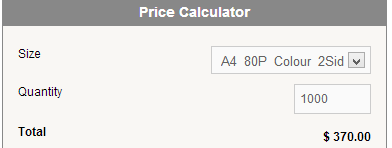 Price Calculator
Size
A4 80P Colour 2Sid
Quantity
1000
Total
$ 370.00